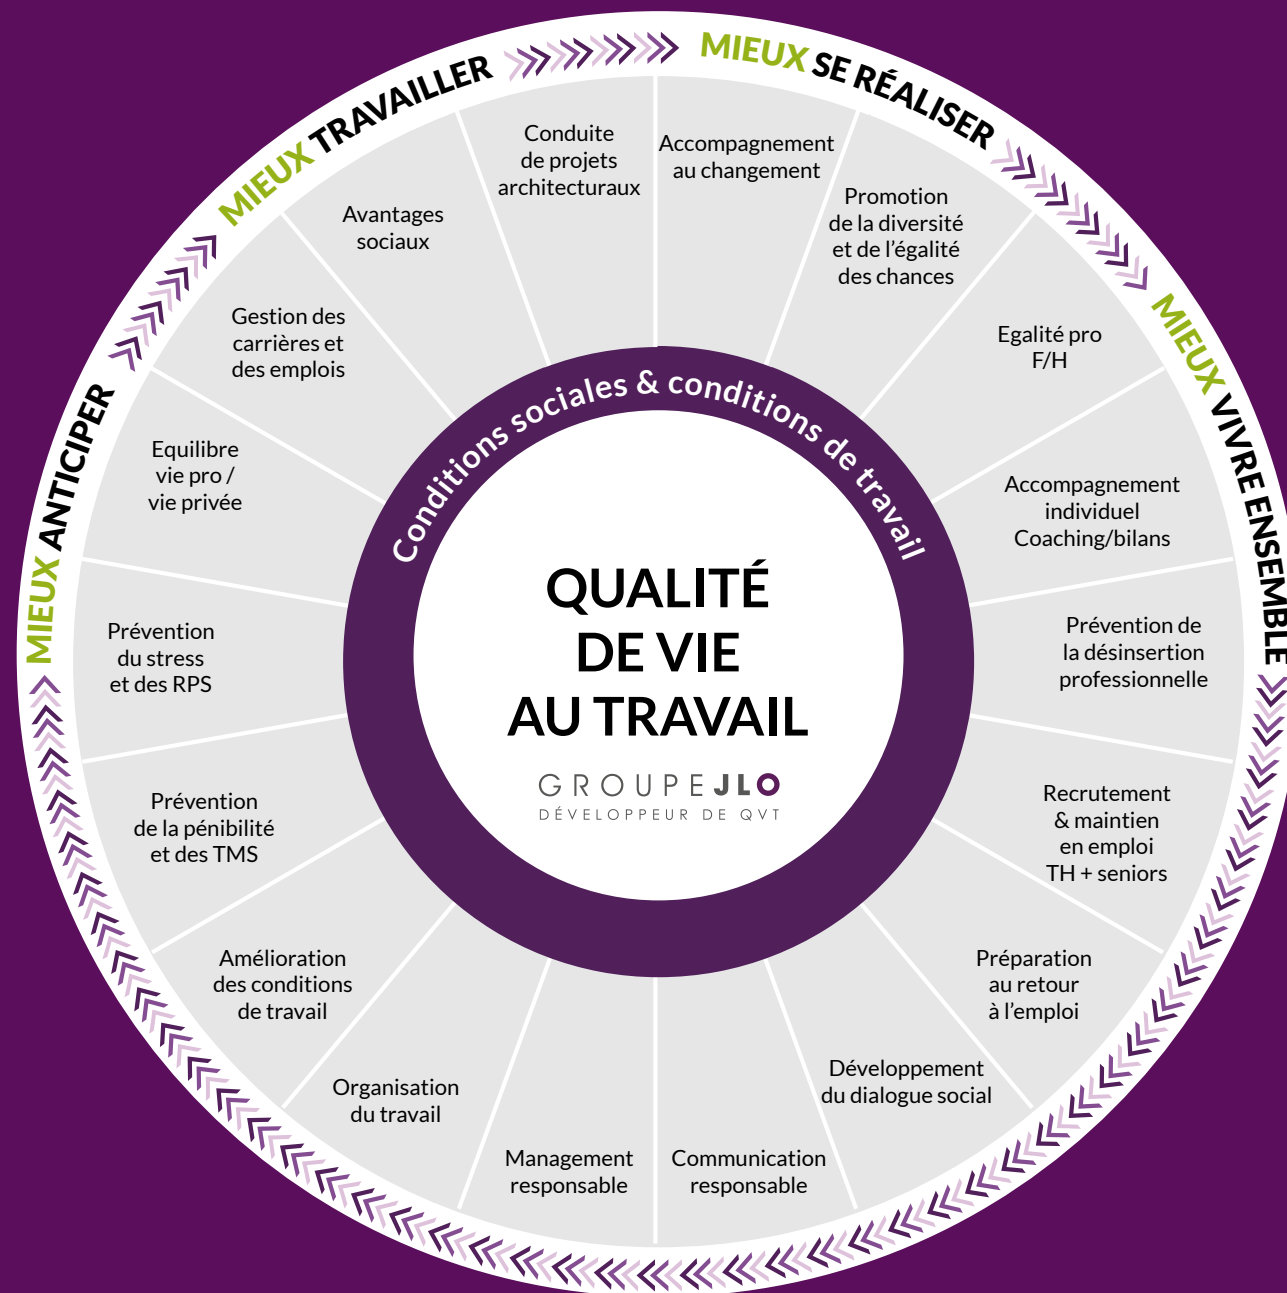 MIEUX ANTICIPER
MIEUX TRAVAILLER
MIEUX SE RÉALISER
MIEUX VIVRE ENSEMBLE
Accompagnement
au changement
Promotion
de la diversité
et de l’égalité
des chances
Egalité pro
F/H
Accompagnement
individuel
Coaching/bilans
Prévention de
la désinsertion
professionnelle
Recrutement
& maintien
en emploi
TH + seniors
Préparation
au retour
à l’emploi
Développement
du dialogue social
Communication
responsable
Management
responsable
Organisation
du travail
Amélioration
des conditions
de travail
Prévention
de la pénibilité
et des TMS
Prévention
du stress
et des RPS
Equilibre
vie pro /
vie privée
Gestion des
carrières et
des emplois
Avantages
sociaux
Conduite
de projets
architecturaux
Conditions sociales & conditions de travail
QUALITÉ
DE VIE
AU TRAVAIL
GROUPE JLO
DÉVELOPPEUR DE QVT